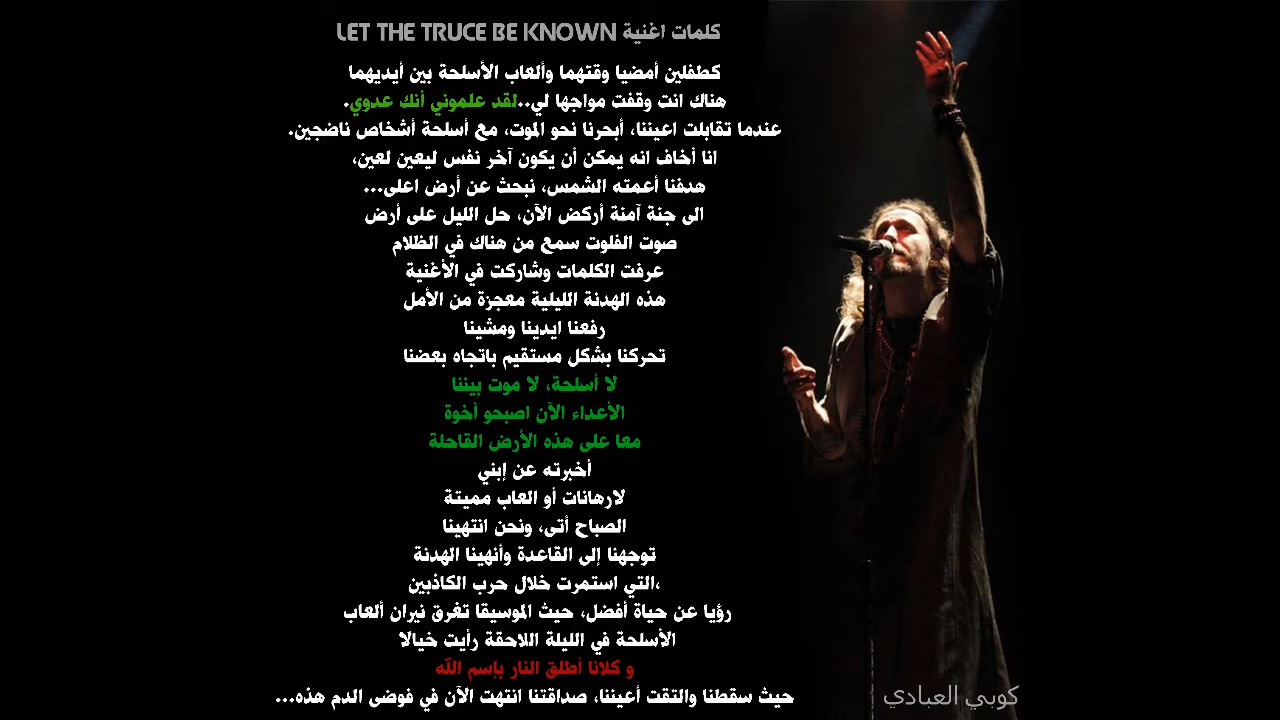 كلمات اغنية LET THE TRUCE BE KNOWN
كطفلين أمضيا وقتهما وألعاب الأسلحة بين أيديهما
هناك انت وقفت مواجها لي..لقد علموني أنك عدوي.
عندما تقابلت اعيننا، أبحرنا نحو الموت، مع أسلحة أشخاص ناضجين.
انا أخاف انه يمكن أن يكون آخر نفس ليعين لعين،
هدفنا أعمته الشمس، نبحث عن أرض اعلى...
الى جنة آمنة أركض الآن، حل الليل على أرض
صوت الفلوت سمع من هناك في الظلام
عرفت الكلمات وشاركت في الأغنية
هذه الهدنة الليلية معجزة من الأمل
رفعنا ايدينا ومشينا
تحركنا بشكل مستقيم باتجاه بعضنا
لا أسلحة، لا موت بيننا
الأعداء الآن اصبحو أخوة
معا على هذه الأرض القاحلة
أخبرته عن إبني
لارهانات أو العاب مميتة
الصباح أتى، ونحن انتهينا
توجهنا إلى القاعدة وأنهينا الهدنة
،التي استمرت خلال حرب الكاذبين
رؤيا عن حياة أفضل، حيث الموسيقا تغرق نيران ألعاب
الأسلحة في الليلة اللاحقة رأيت خيالا
و كلانا أطلق النار بإسم الله
حيث سقطنا والتقت أعيننا، صداقتنا انتهت الآن في فوضى الدم هذه...
كوبي العبادي